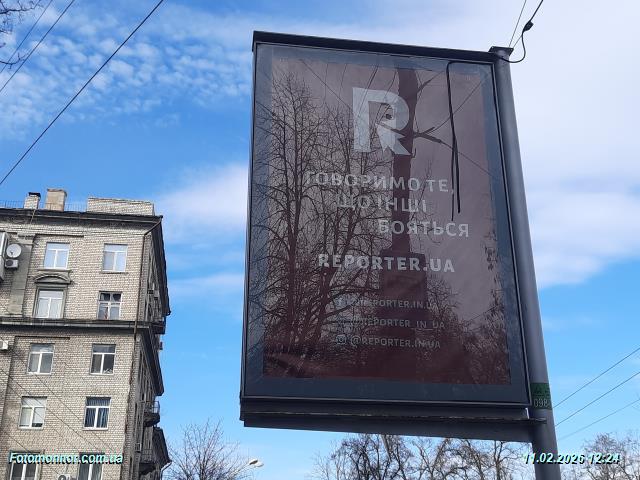 R
ГОВОРИМО ТЕ,
ЩО ІНШІ
БОЯТЬСЯ
REPORTER.UA
@REPORTER.IN.UA
@REPORTER_IN_UA
@REPORTER.IN.UA
098
Fotomonitor.com.ua
11.02.2026 12:24